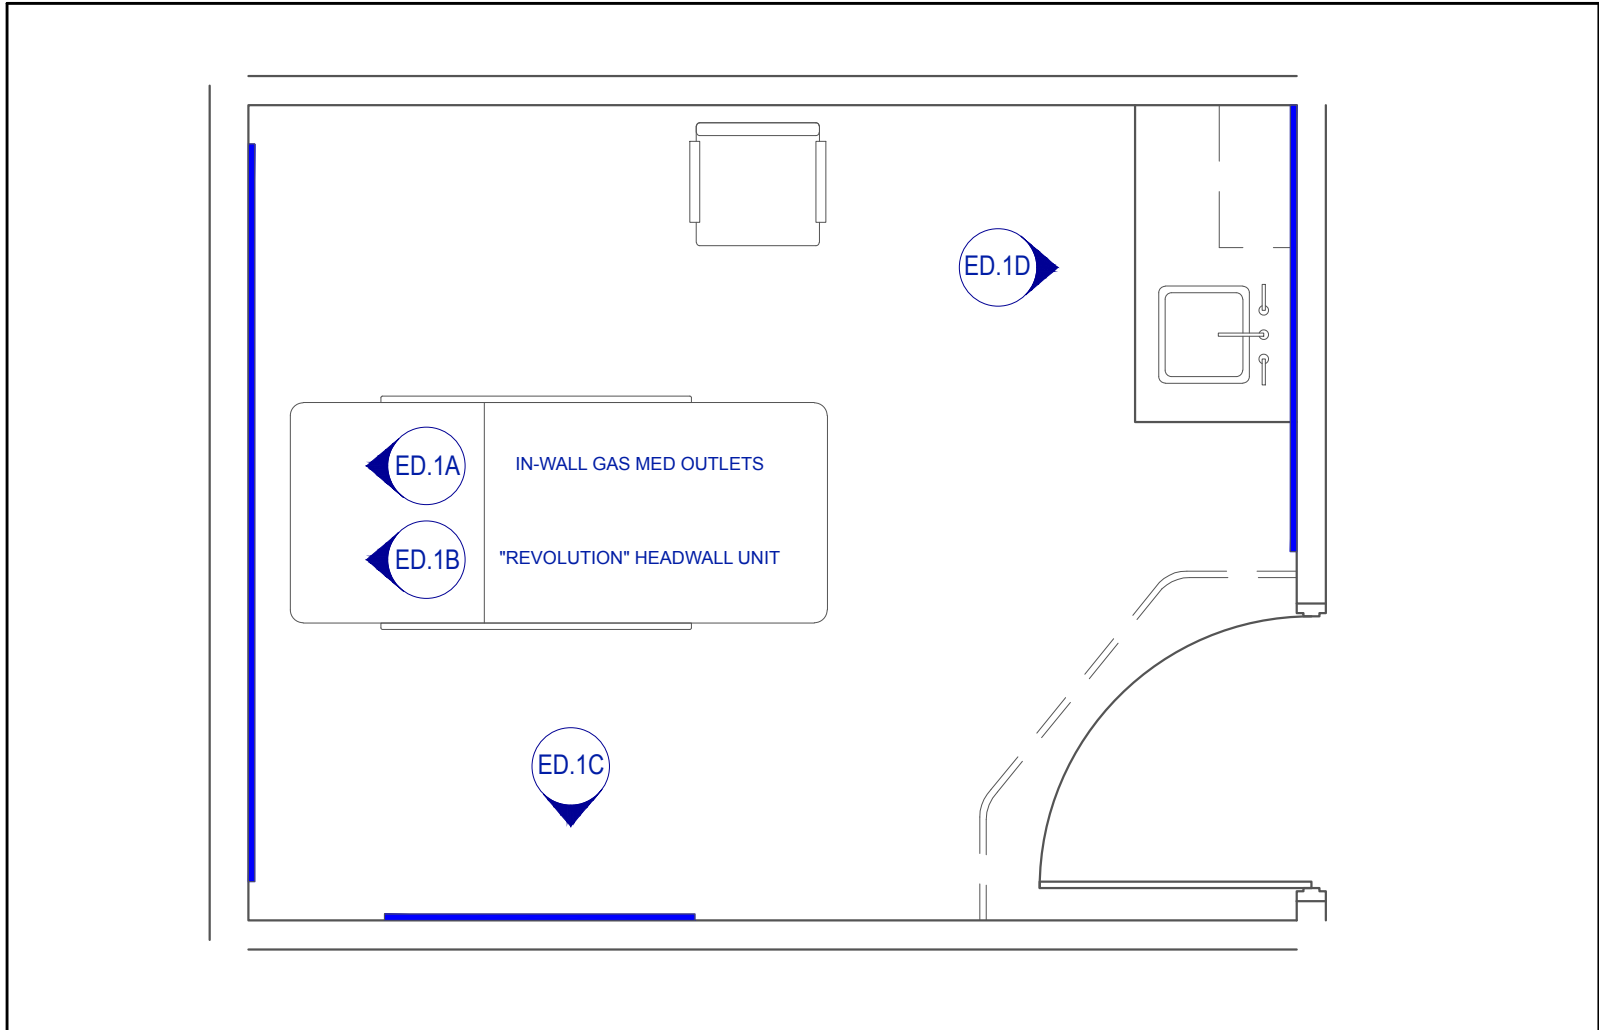 ED.1D
ED.1A
IN-WALL GAS MED OUTLETS
ED.1B
"REVOLUTION" HEADWALL UNIT
ED.1C